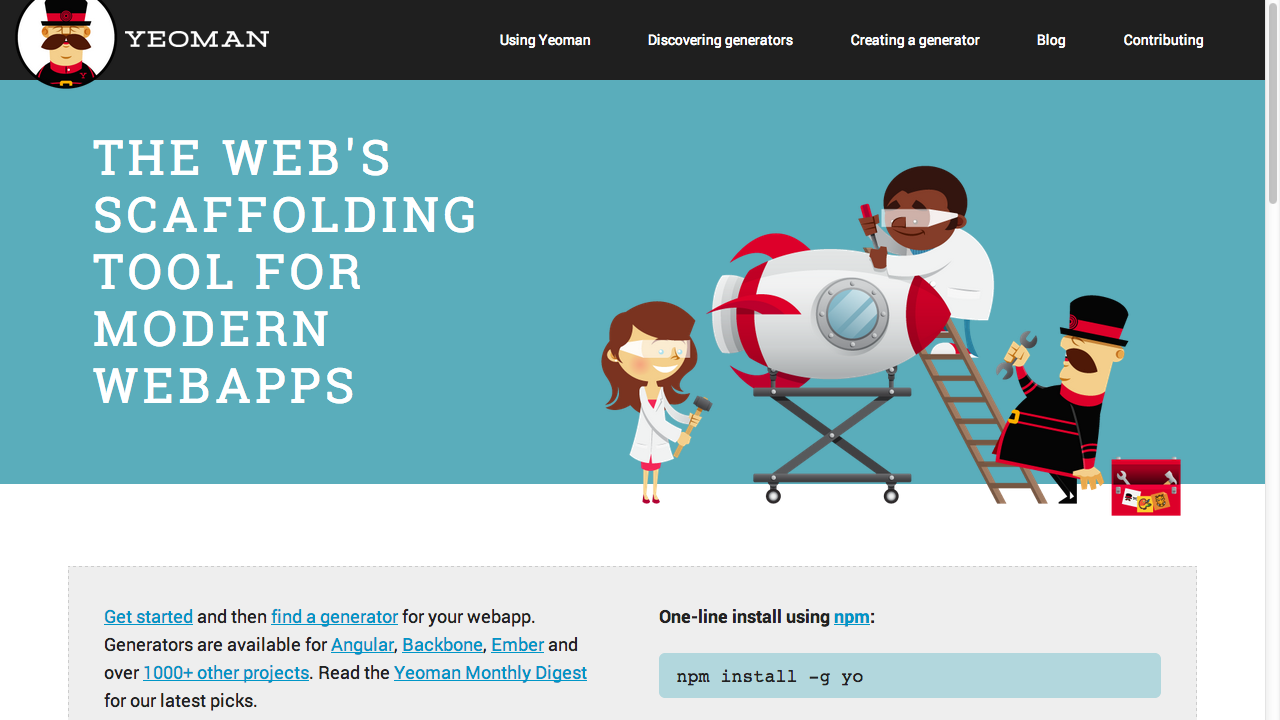 YEOMAN
Using Yeoman
Discovering generators
Creating a generator
Blog
Contributing
THE WEB'S
SCAFFOLDING
TOOL FOR
MODERN
WEBAPPS
Get started and then find a generator for your webapp.
Generators are available for Angular, Backbone, Ember and
over 1000+ other projects. Read the Yeoman Monthly Digest
for our latest picks.
One-line install using npm:
npm install -g yo